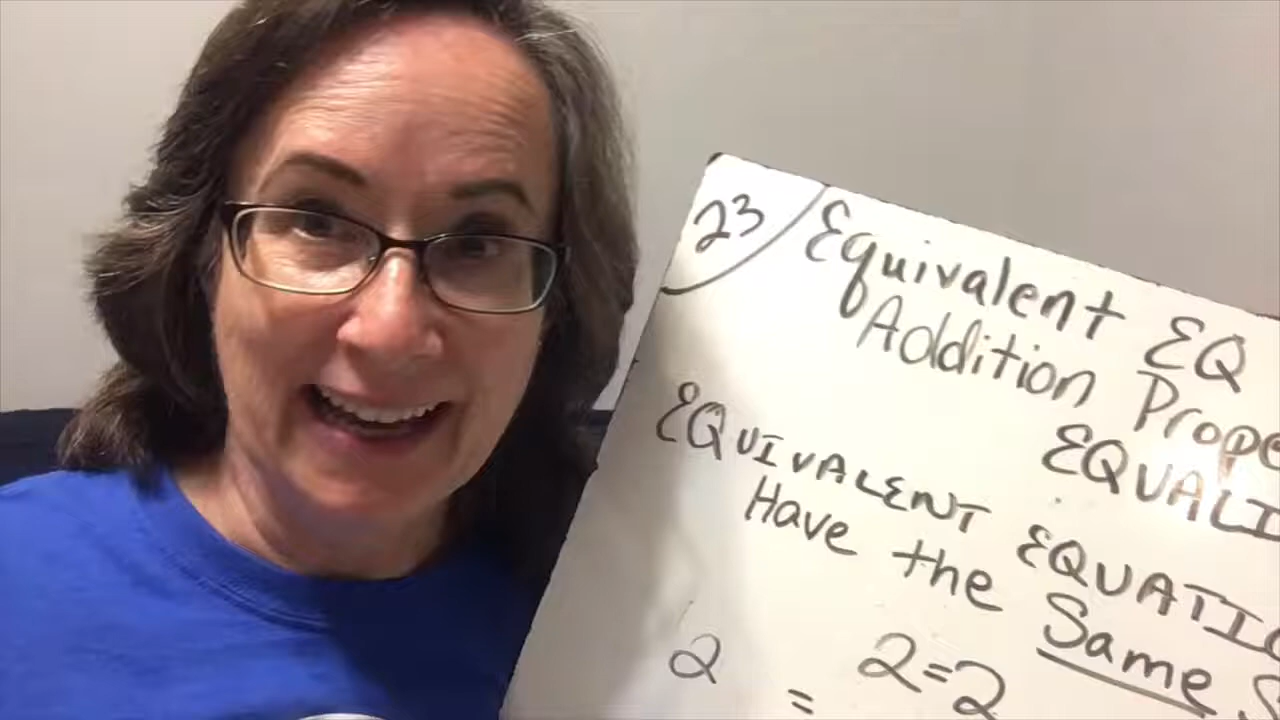 23
Equivalent EQ
Addition Prope
EQUALI
EQUIVALENT EQUATIO
Have the Same S
2 = 2=2